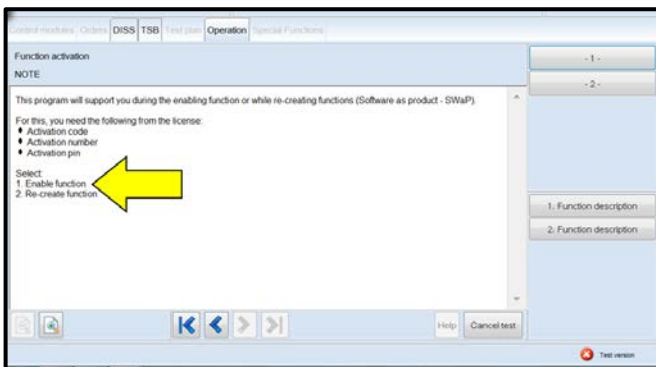 Control modules Orders DISS TSB Test plan Operation Special Functions
Function activation
NOTE
- 1 -
- 2 -
This program will support you during the enabling function or while re-creating functions (Software as product - SWaP).
For this, you need the following from the license:
♦ Activation code
♦ Activation number
♦ Activation pin
Select:
1. Enable function
2. Re-create function
1. Function description
2. Function description
Help
Cancel test
Test version